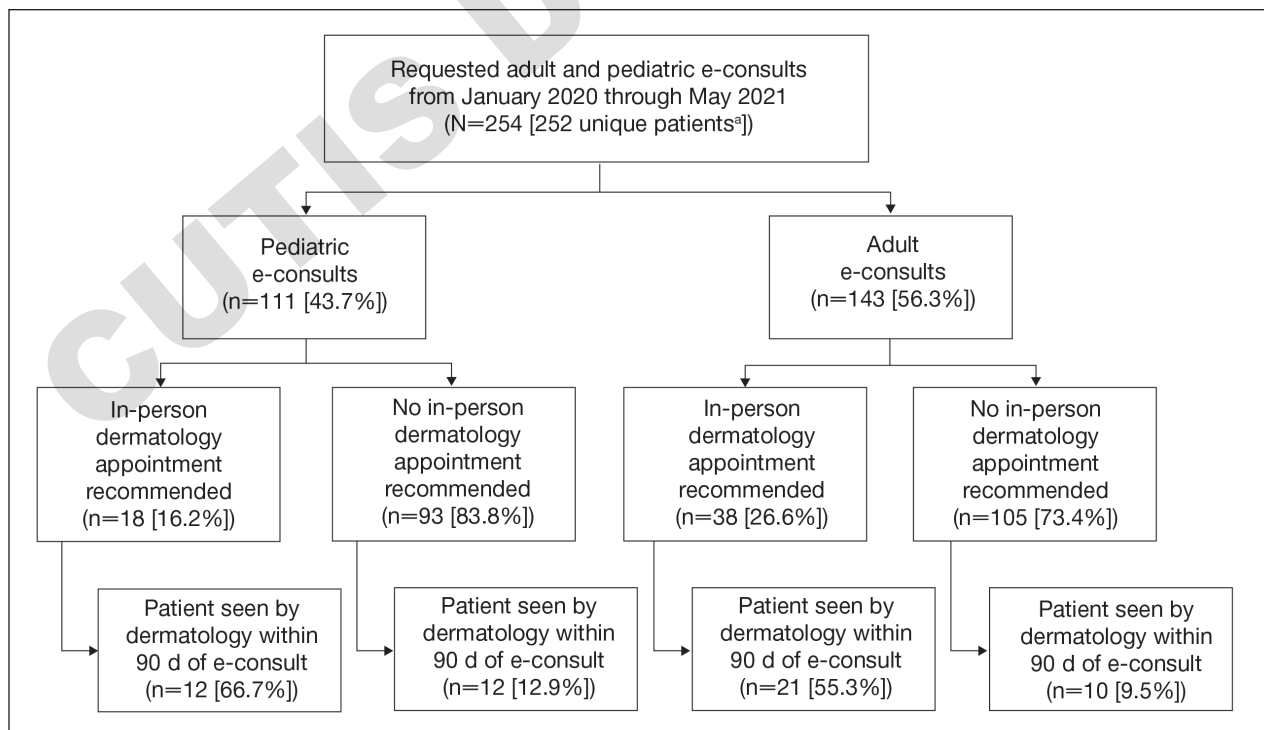 Requested adult and pediatric e-consults
from January 2020 through May 2021
(N=254 [252 unique patientsª])
Pediatric
e-consults
(n=111 [43.7%])
Adult
e-consults
(n=143 [56.3%])
In-person
dermatology
appointment
recommended
(n=18 [16.2%])
No in-person
dermatology
appointment
recommended
(n=93 [83.8%])
In-person
dermatology
appointment
recommended
(n=38 [26.6%])
No in-person
dermatology
appointment
recommended
(n=105 [73.4%])
Patient seen by
dermatology within
90 d of e-consult
(n=12 [66.7%])
Patient seen by
dermatology within
90 d of e-consult
(n=12 [12.9%])
Patient seen by
dermatology within
90 d of e-consult
(n=21 [55.3%])
Patient seen by
dermatology within
90 d of e-consult
(n=10 [9.5%])
CUTIS